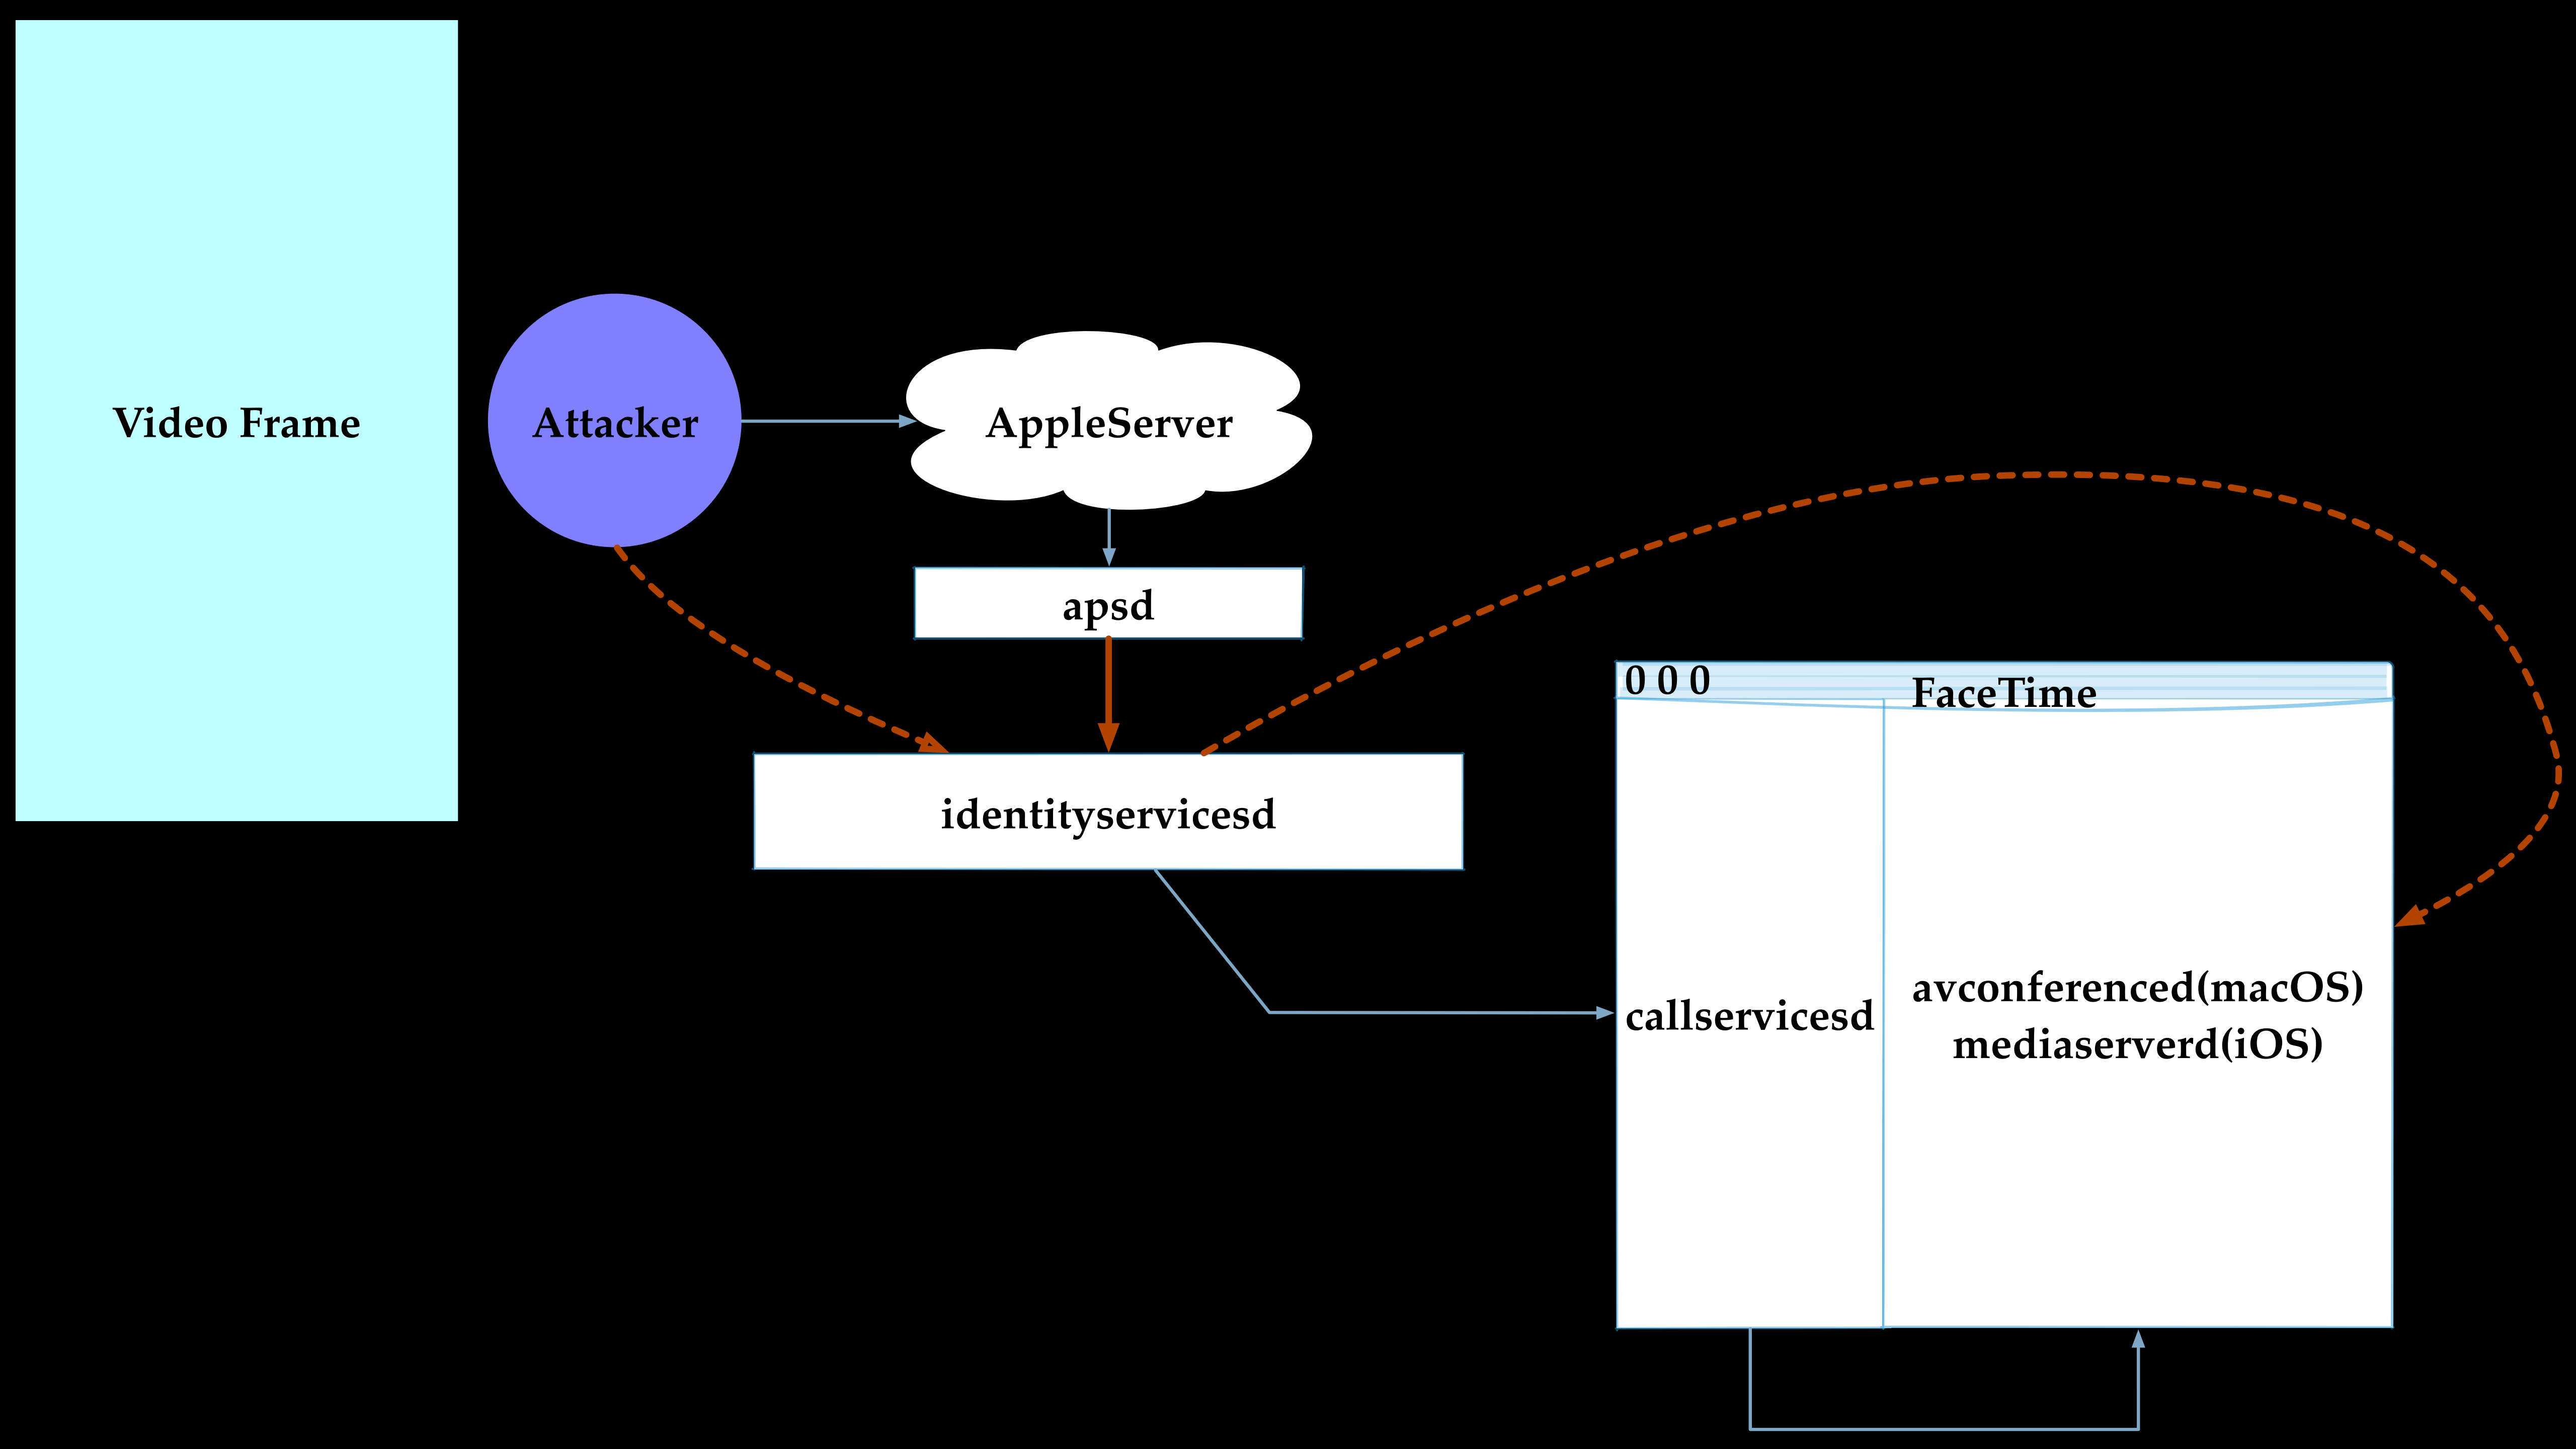 Video Frame
Attacker
AppleServer
apsd
identityservicesd
0 0 0
FaceTime
callservicesd
avconferenced(macOS)
mediaserverd(iOS)